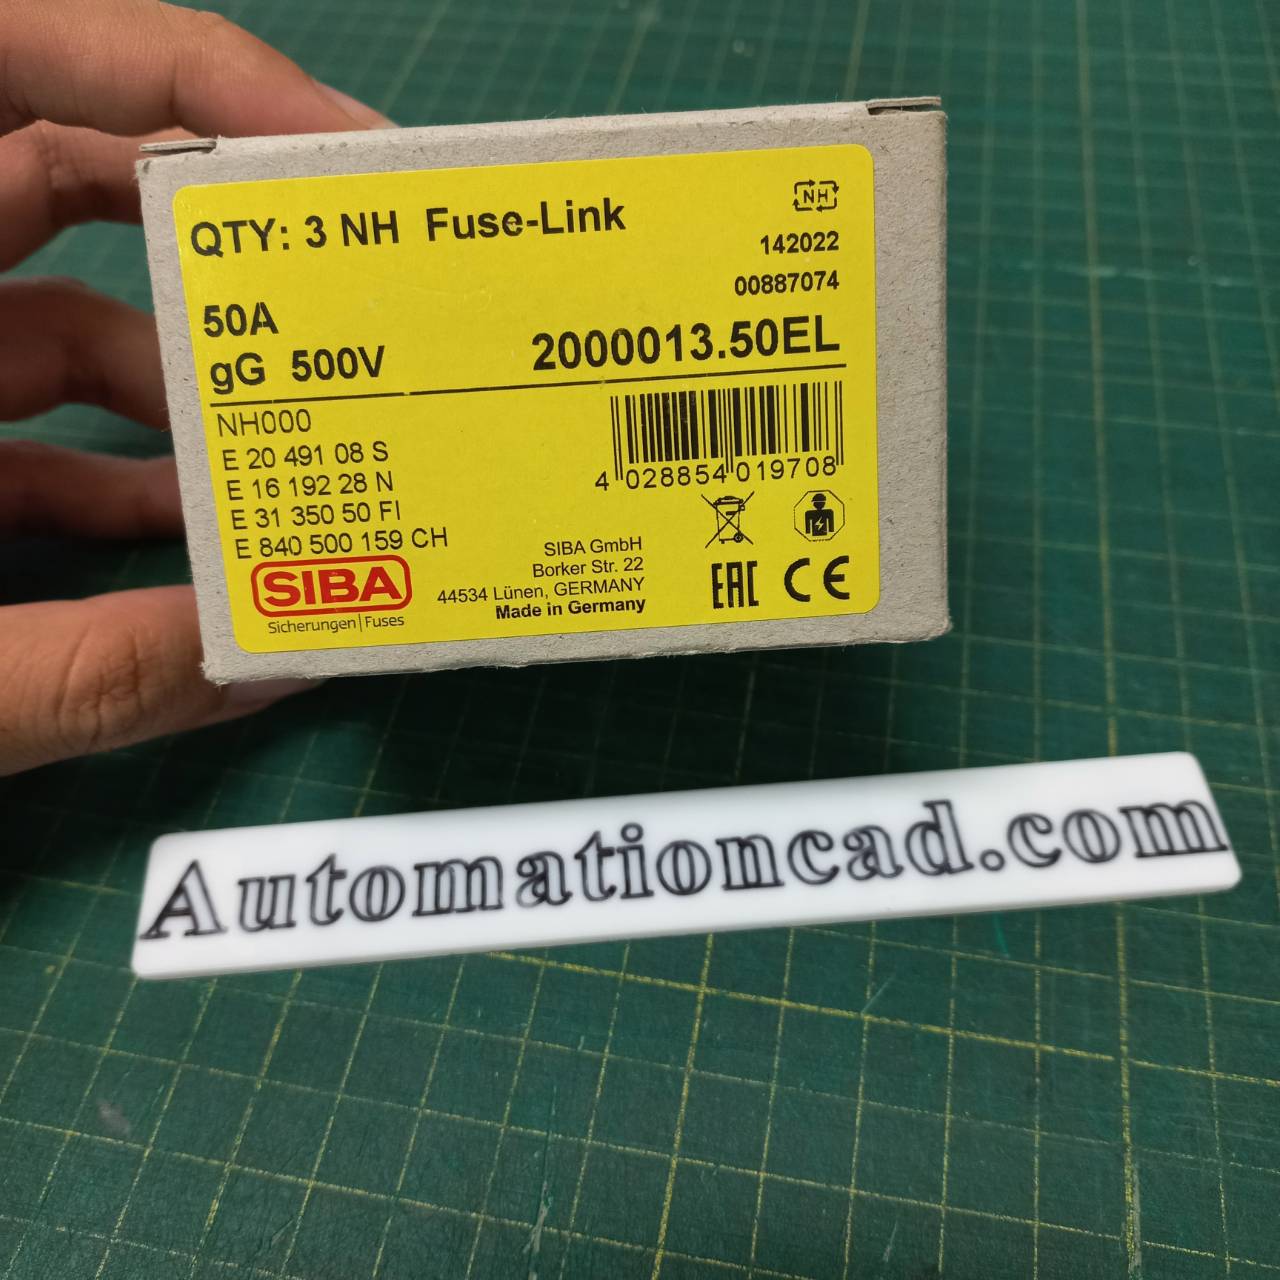 QTY: 3 NH Fuse-Link
NH
142022
00887074
50A
gG 500V
2000013.50EL
NH000
E 20 491 08 S
E 16 192 28 N
E 31 350 50 FI
E 840 500 159 CH
4 028854 019708
SIBA
Sicherungen | Fuses
SIBA GmbH
Borker Str. 22
44534 Lünen, GERMANY
Made in Germany
EAC CE
Automationcad.com